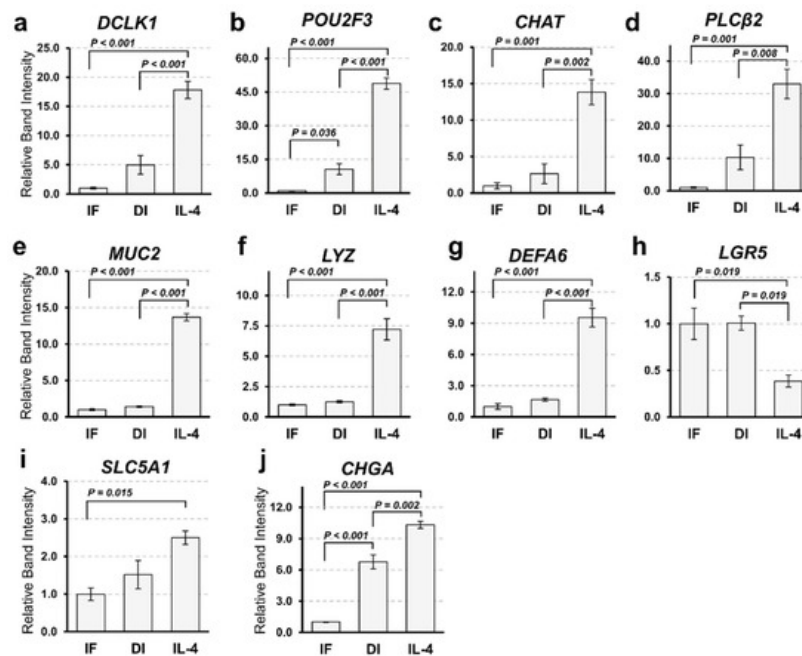 a DCLK1
Relative Band Intensity
25.0
20.0
15.0
10.0
5.0
0.0
P < 0.001
P < 0.001
IF DI IL-4
b POU2F3
60.0
45.0
30.0
15.0
0.0
P < 0.001
P < 0.001
P = 0.036
IF DI IL-4
c CHAT
20.0
15.0
10.0
5.0
0.0
P = 0.001
P = 0.002
IF DI IL-4
d PLCβ2
40.0
30.0
20.0
10.0
0.0
P = 0.001
P = 0.008
IF DI IL-4
e MUC2
Relative Band Intensity
20.0
15.0
10.0
5.0
0.0
P < 0.001
P < 0.001
IF DI IL-4
f LYZ
10.0
7.5
5.0
2.5
0.0
P < 0.001
P < 0.001
IF DI IL-4
g DEFA6
12.0
9.0
6.0
3.0
0.0
P < 0.001
P < 0.001
IF DI IL-4
h LGR5
1.5
1.0
0.5
0.0
P = 0.019
P = 0.019
IF DI IL-4
i SLC5A1
Relative Band Intensity
4.0
3.0
2.0
1.0
0.0
P = 0.015
IF DI IL-4
j CHGA
Relative Band Intensity
12.0
9.0
6.0
3.0
0.0
P < 0.001
P = 0.002
P < 0.001
IF DI IL-4